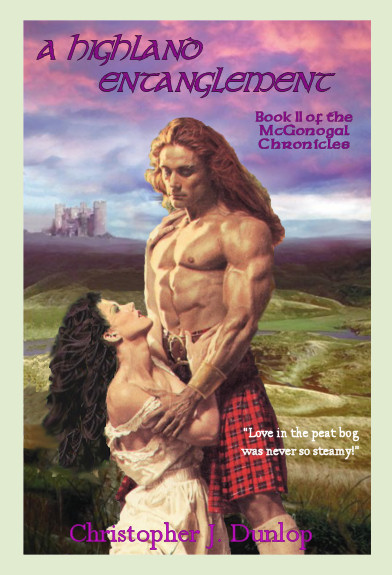 A Highland
Entanglement
Book II of the
McGonogal
Chronicles
"Love in the peat bog
was never so steamy!"
Christopher J. Dunlop